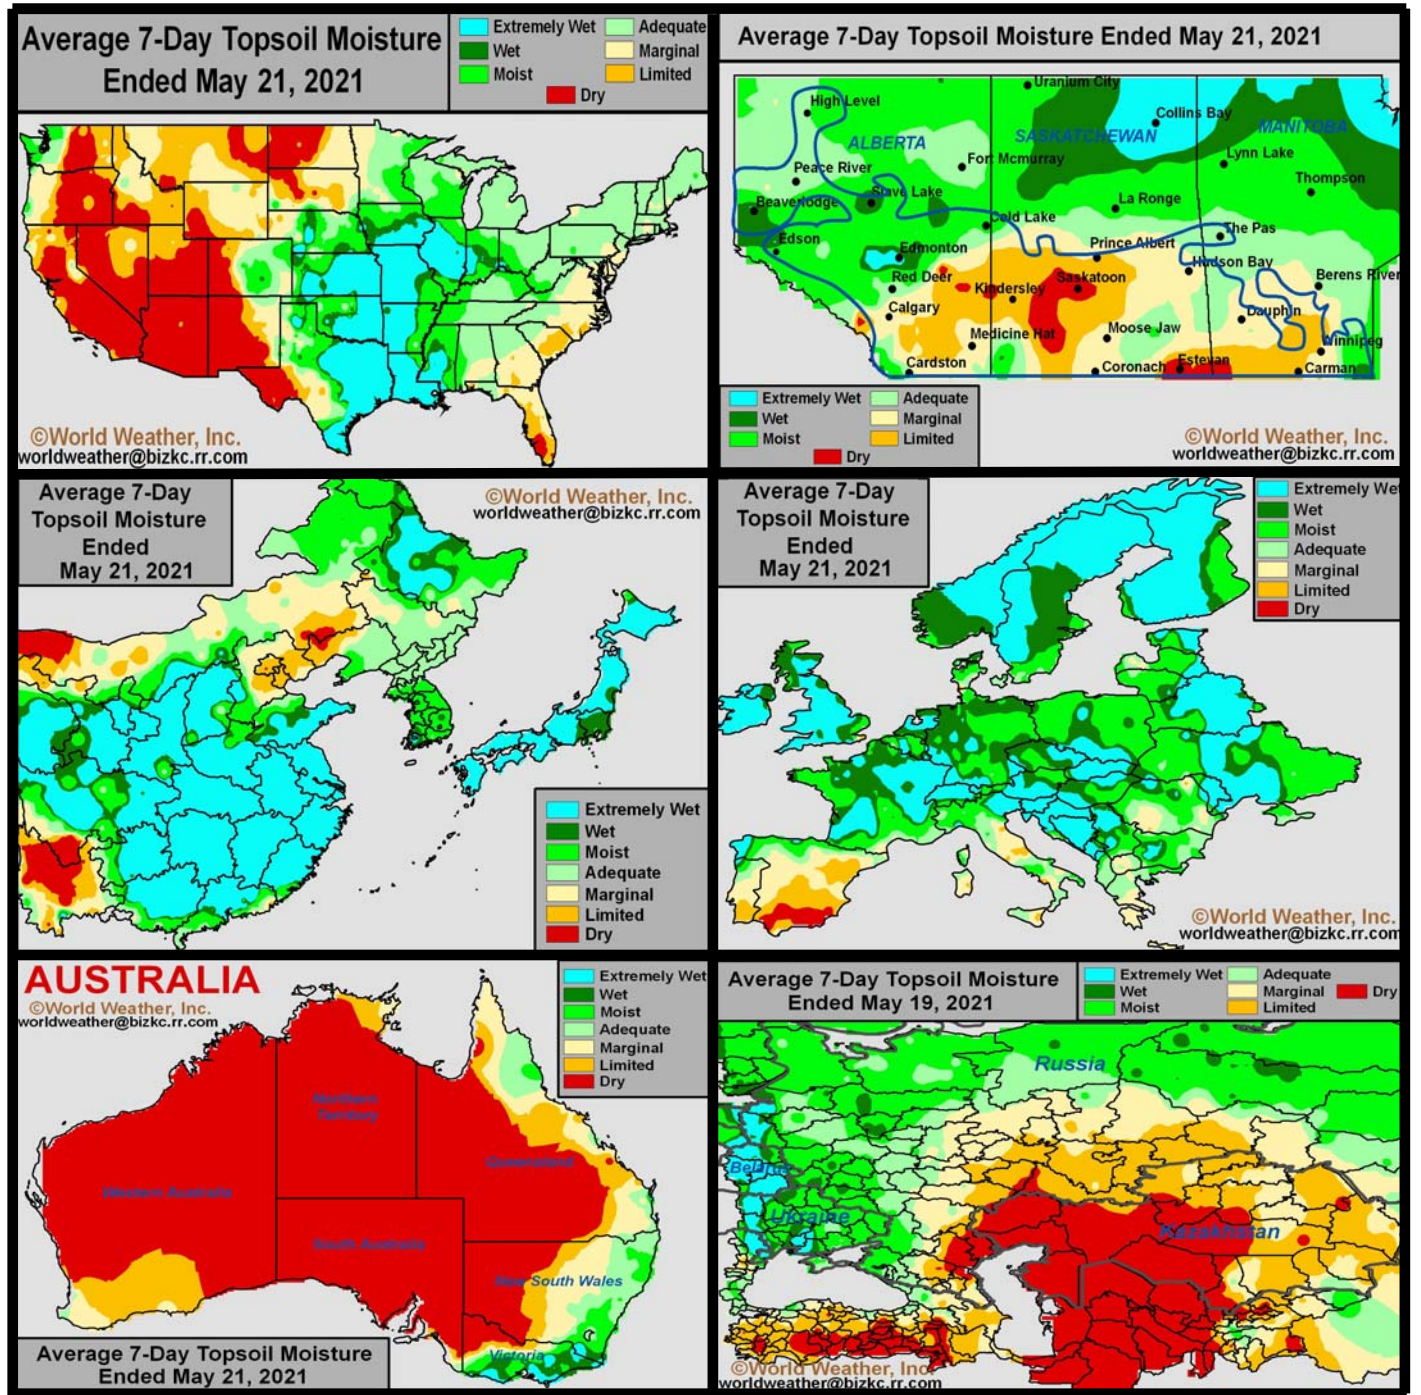 Average 7-Day Topsoil Moisture
Ended May 21, 2021
Extremely Wet
Wet
Moist
Adequate
Marginal
Limited
Dry
©World Weather, Inc.
worldweather@bizkc.rr.com
Average 7-Day Topsoil Moisture Ended May 21, 2021
Uranium City
High Level
Collins Bay
ALBERTA
SASKATCHEWAN
MANITOBA
Fort Mcmurray
Lynn Lake
Peace River
Thompson
Slave Lake
Beaverlodge
La Ronge
Cold Lake
The Pas
Edson
Edmonton
Prince Albert
Hudson Bay
Red Deer
Saskatoon
Berens River
Kindersley
Calgary
Dauphin
Medicine Hat
Moose Jaw
Winnipeg
Cardston
Coronach
Estevan
Carman
Extremely Wet
Wet
Moist
Adequate
Marginal
Limited
Dry
©World Weather, Inc.
worldweather@bizkc.rr.com
Average 7-Day
Topsoil Moisture
Ended
May 21, 2021
©World Weather, Inc.
worldweather@bizkc.rr.com
Extremely Wet
Wet
Moist
Adequate
Marginal
Limited
Dry
Average 7-Day
Topsoil Moisture
Ended
May 21, 2021
Extremely Wet
Wet
Moist
Adequate
Marginal
Limited
Dry
©World Weather, Inc.
worldweather@bizkc.rr.com
AUSTRALIA
©World Weather, Inc.
worldweather@bizkc.rr.com
Extremely Wet
Wet
Moist
Adequate
Marginal
Limited
Dry
Northern
Territory
Queensland
Western Australia
South Australia
New South Wales
Victoria
Average 7-Day Topsoil Moisture
Ended May 21, 2021
Average 7-Day Topsoil Moisture
Ended May 19, 2021
Extremely Wet
Wet
Moist
Adequate
Marginal
Limited
Dry
Russia
Belarus
Ukraine
Kazakhstan
©World Weather, Inc.
worldweather@bizkc.rr.com